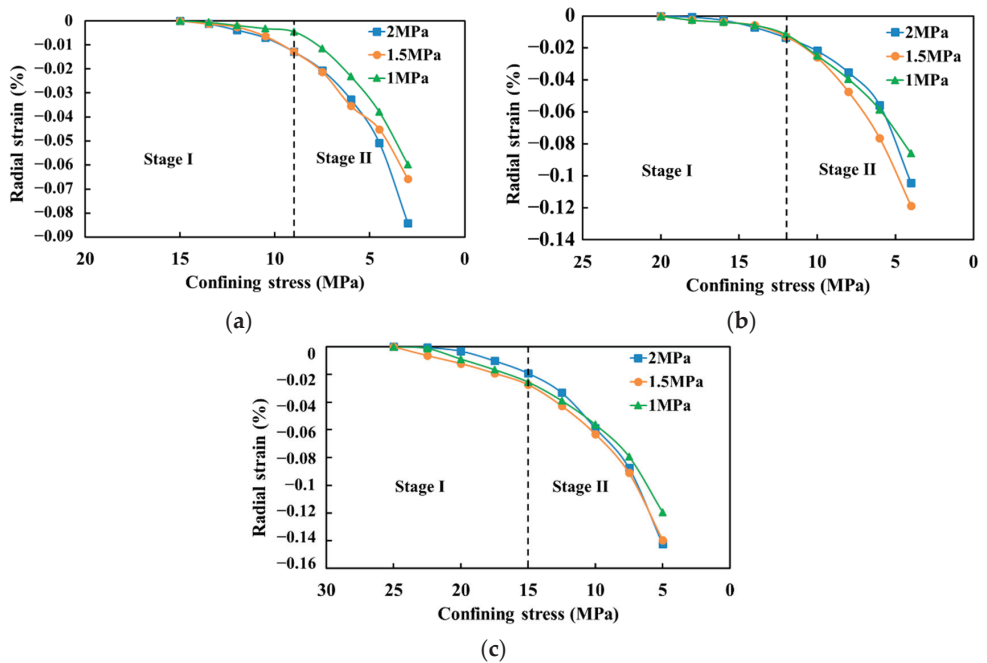 0
−0.01
−0.02
−0.03
−0.04
−0.05
−0.06
−0.07
−0.08
−0.09
Radial strain (%)
2MPa
1.5MPa
1MPa
Stage I
Stage II
20
15
10
5
0
Confining stress (MPa)
(a)
0
−0.02
−0.04
−0.06
−0.08
−0.1
−0.12
−0.14
Radial strain (%)
2MPa
1.5MPa
1MPa
Stage I
Stage II
25
20
15
10
5
0
Confining stress (MPa)
(b)
0
−0.02
−0.04
−0.06
−0.08
−0.1
−0.12
−0.14
−0.16
Radial strain (%)
2MPa
1.5MPa
1MPa
Stage I
Stage II
30
25
20
15
10
5
0
Confining stress (MPa)
(c)